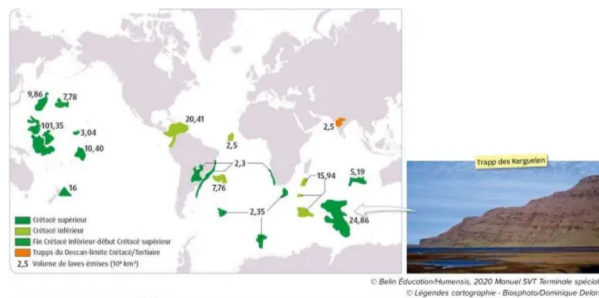 9,86
7,78
101,35
3,04
10,40
16
20,41
2,5
2,3
7,76
2,35
2,5
15,94
5,19
24,86
Trapp des Kerguelen
Crétacé supérieur
Crétacé inférieur
Fin Crétacé inférieur-début Crétacé supérieur
Trapps du Deccan-limite Crétacé/Tertiaire
2,5 Volume de laves émises (10⁶ km³)
© Belin Éducation/Humensis, 2020 Manuel SVT Terminale spécial
© Légendes cartographie - Biosphoto/Dominique Delan